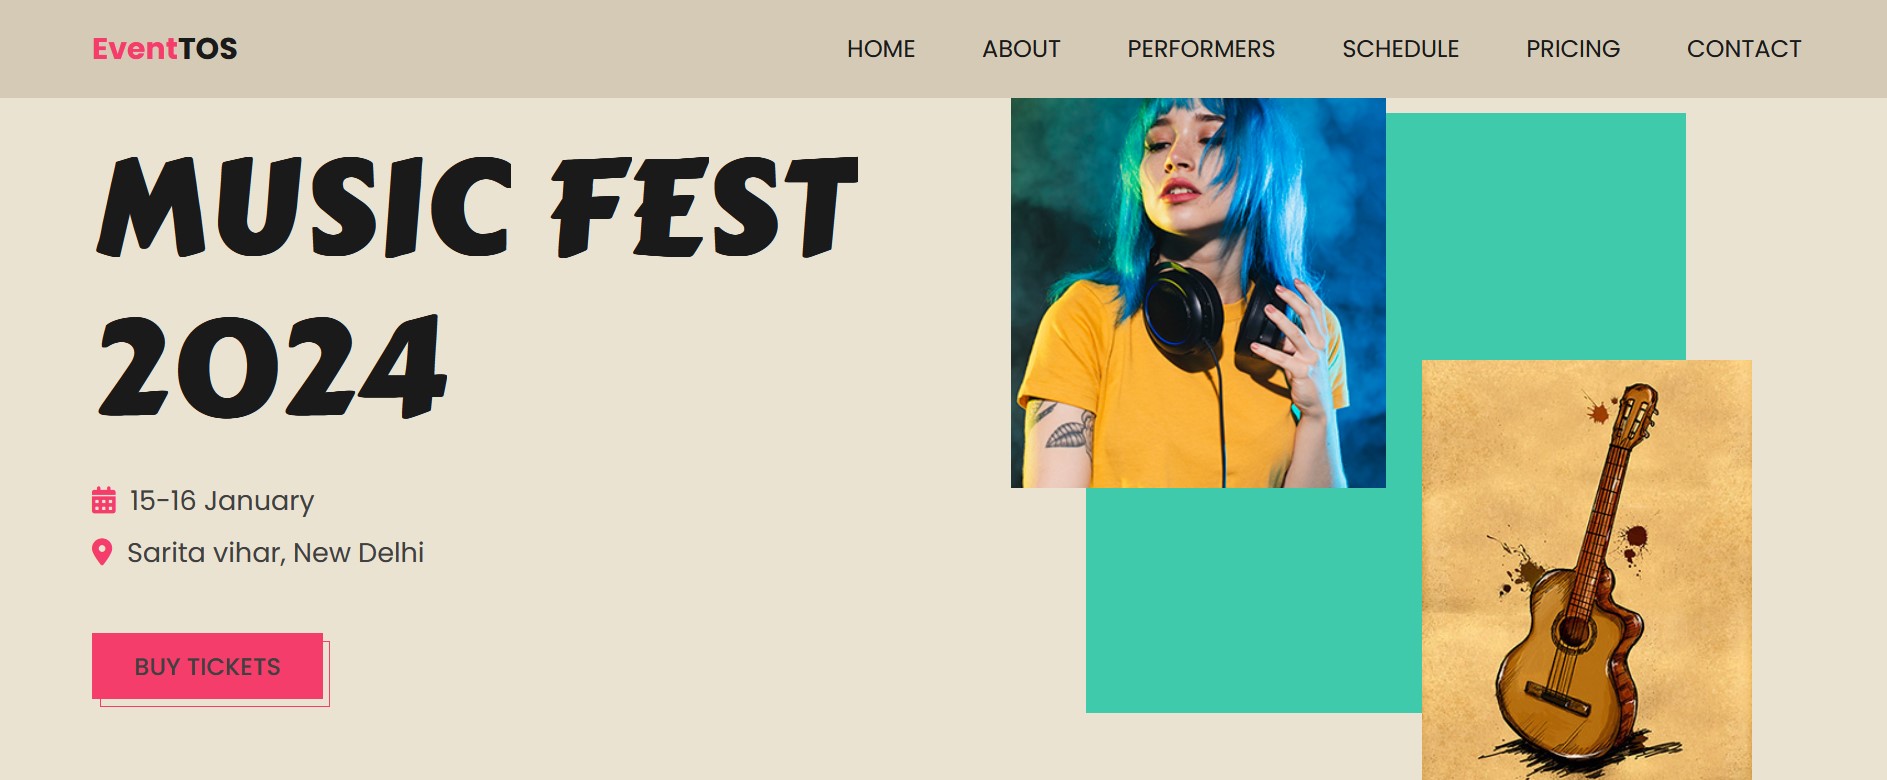 EventTOS
HOME ABOUT PERFORMERS SCHEDULE PRICING CONTACT
MUSIC FEST
2024
15-16 January
Sarita vihar, New Delhi
BUY TICKETS